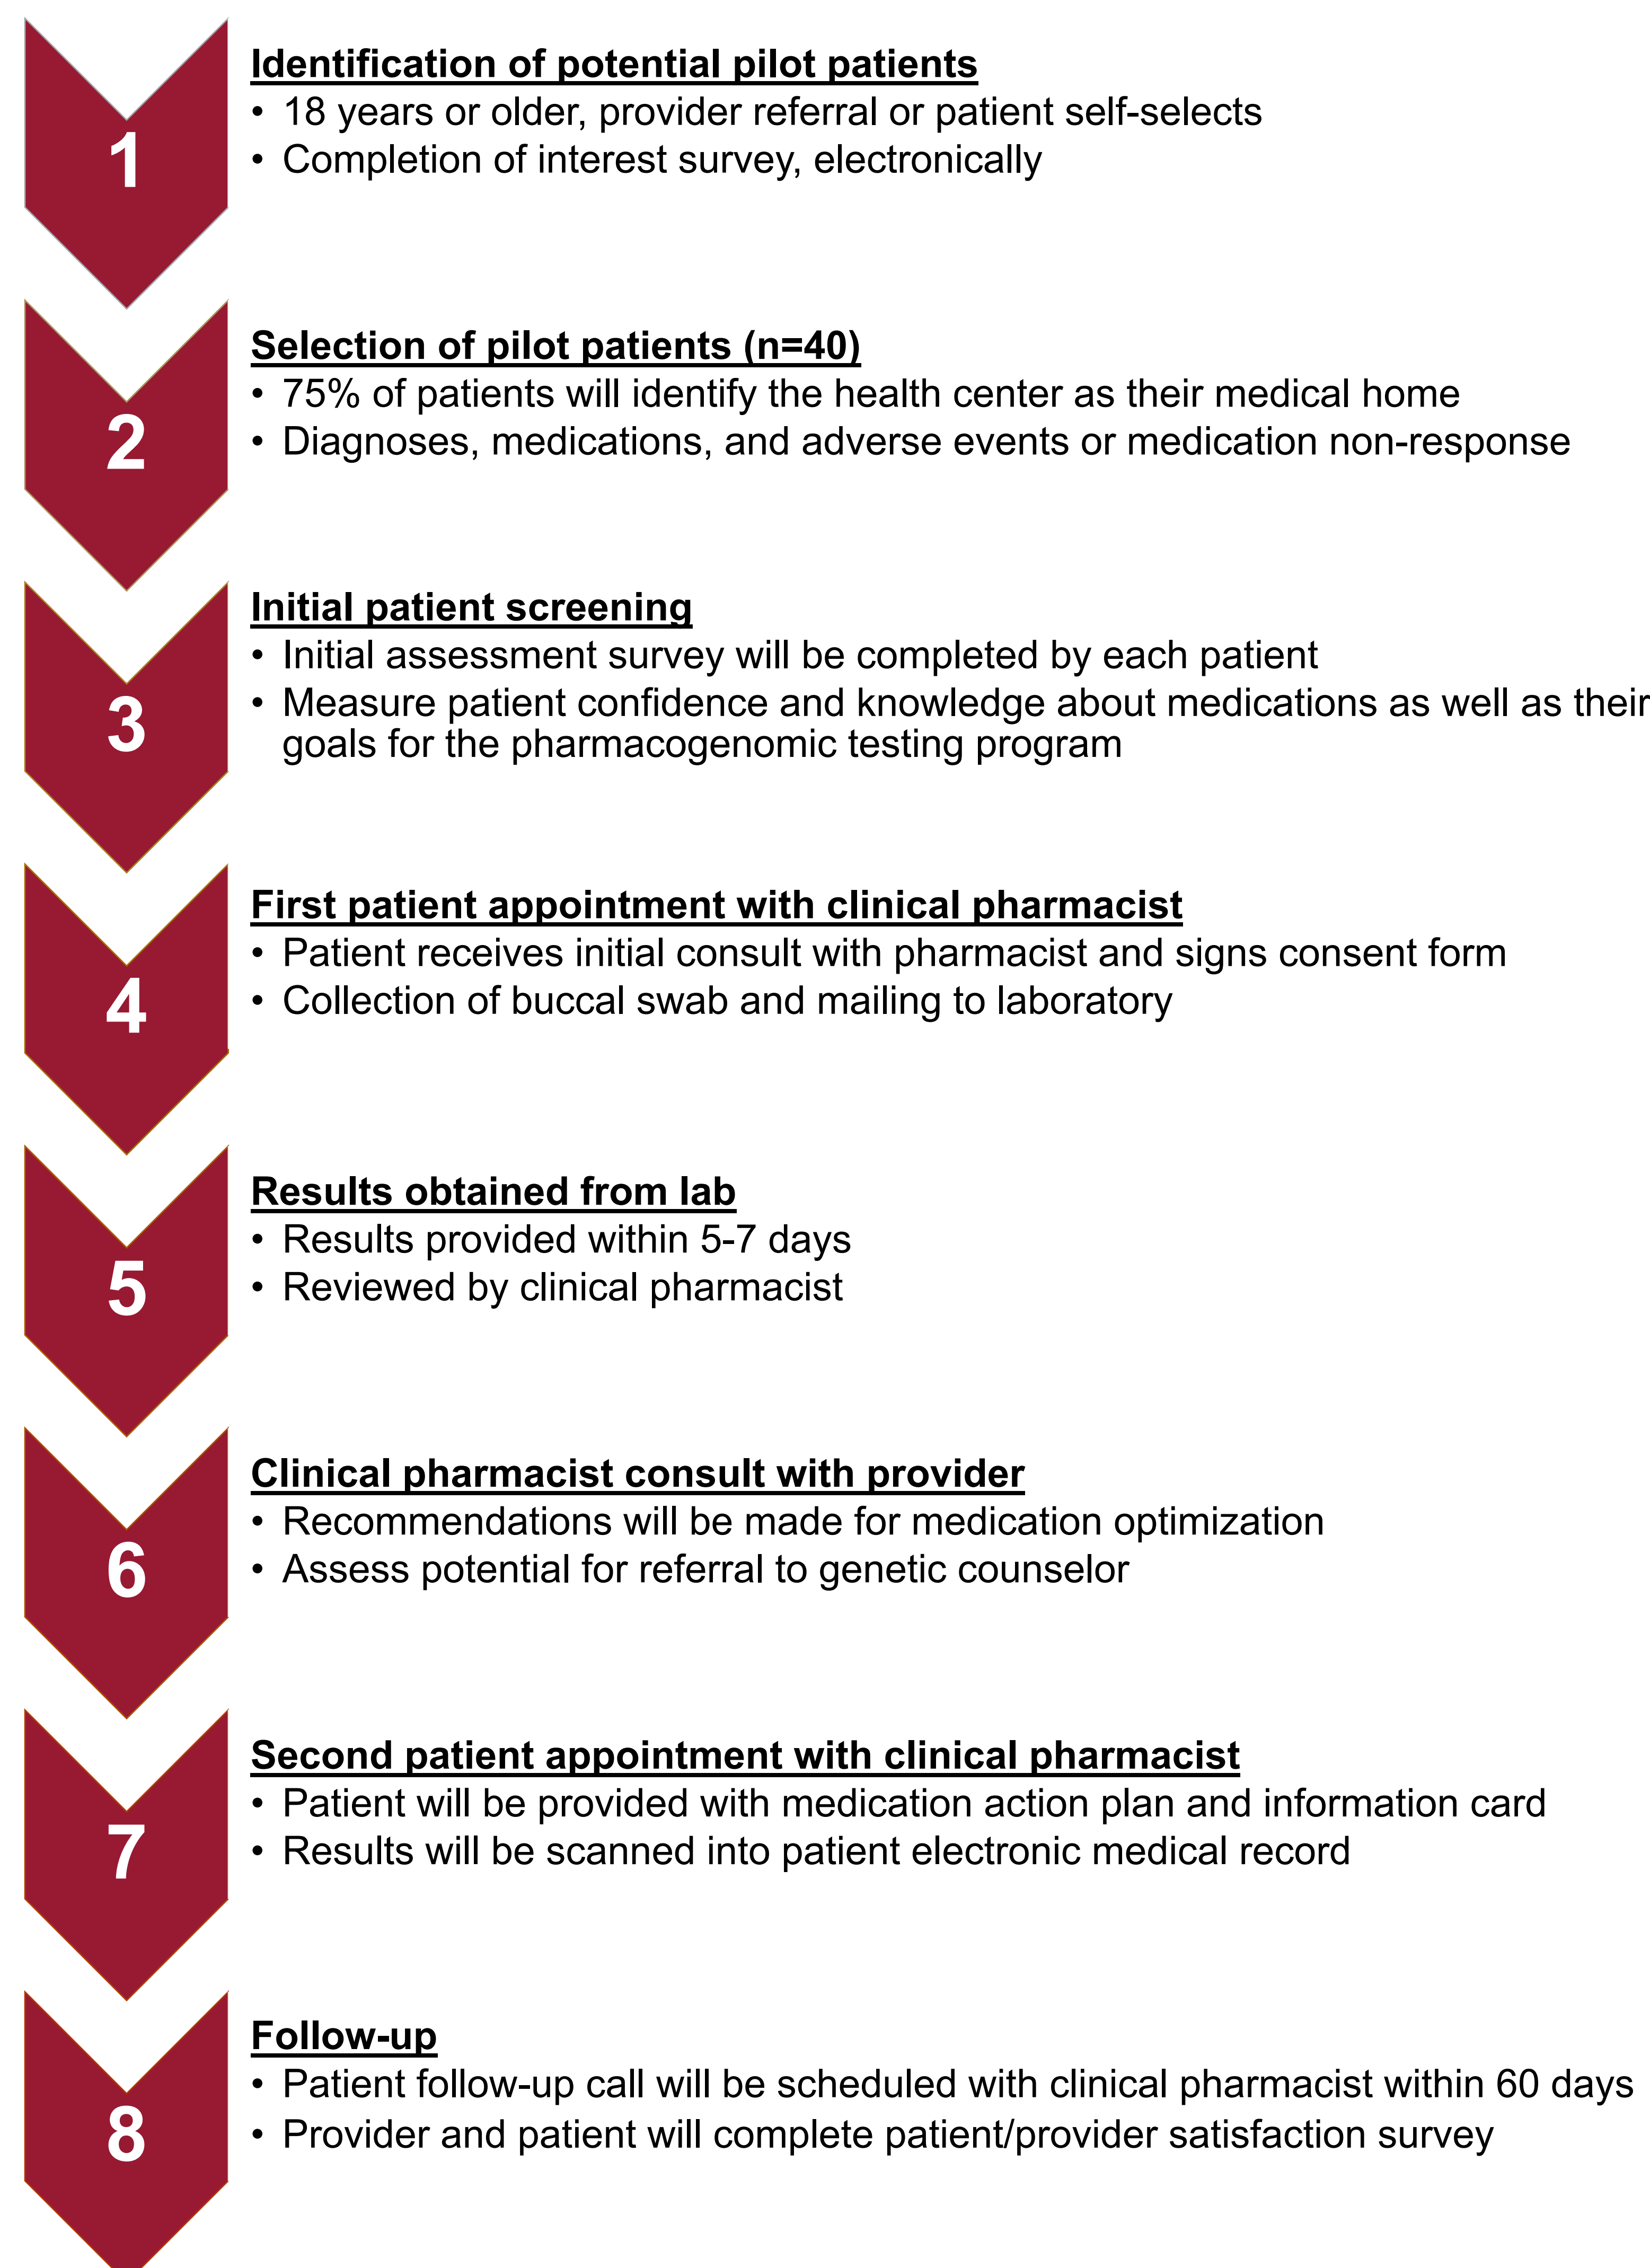 1
Identification of potential pilot patients
• 18 years or older, provider referral or patient self-selects
• Completion of interest survey, electronically
2
Selection of pilot patients (n=40)
• 75% of patients will identify the health center as their medical home
• Diagnoses, medications, and adverse events or medication non-response
3
Initial patient screening
• Initial assessment survey will be completed by each patient
• Measure patient confidence and knowledge about medications as well as their
goals for the pharmacogenomic testing program
4
First patient appointment with clinical pharmacist
• Patient receives initial consult with pharmacist and signs consent form
• Collection of buccal swab and mailing to laboratory
5
Results obtained from lab
• Results provided within 5-7 days
• Reviewed by clinical pharmacist
6
Clinical pharmacist consult with provider
• Recommendations will be made for medication optimization
• Assess potential for referral to genetic counselor
7
Second patient appointment with clinical pharmacist
• Patient will be provided with medication action plan and information card
• Results will be scanned into patient electronic medical record
8
Follow-up
• Patient follow-up call will be scheduled with clinical pharmacist within 60 days
• Provider and patient will complete patient/provider satisfaction survey